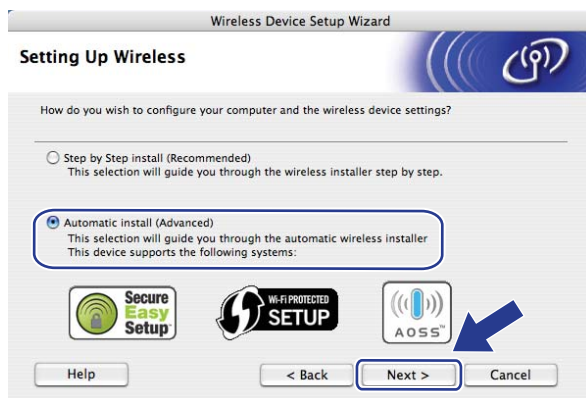 Wireless Device Setup Wizard
Setting Up Wireless
How do you wish to configure your computer and the wireless device settings?
Step by Step install (Recommended)
This selection will guide you through the wireless installer step by step.
Automatic install (Advanced)
This selection will guide you through the automatic wireless installer
This device supports the following systems:
Secure
Easy
Setup
Wi-Fi PROTECTED
SETUP
AOSS™
Help
< Back
Next >
Cancel